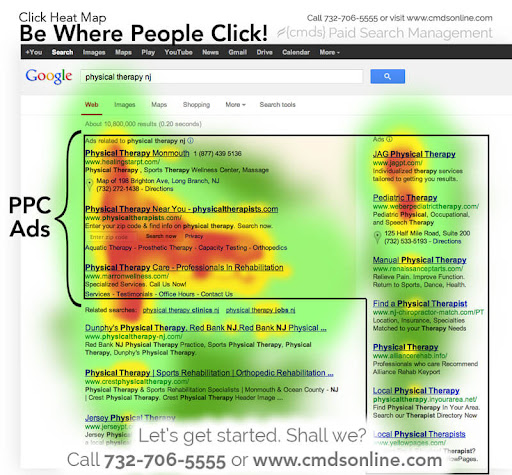 Click Heat Map
Be Where People Click!
Call 732-706-5555 or visit www.cmdsonline.com
{cmds} Paid Search Management
+You Search Images Maps Play YouTube News Gmail Drive Calendar More
Google
physical therapy nj
Web Images Maps Shopping More Search tools
About 10,800,000 results (0.20 seconds)
PPC
Ads
Ads related to physical therapy nj
Physical Therapy Monmouth 1 (877) 439 5136
www.healingstarpt.com/
Physical Therapy , Sports Therapy Wellness Center, Massage
Map of 198 Brighton Ave, Long Branch, NJ
(732) 272-1438 - Directions
Physical Therapy Near You - physicaltherapists.com
www.physicaltherapists.com/
Enter your zip code & find info on physical therapy. Search now.
Enter zip code Search now Privacy
Aquatic Therapy - Prosthetic Therapy - Capacity Testing - Orthopedics
Physical Therapy Care - Professionals In Rehabilitation
www.marronwellness.com/
Specialized Services. Call Us Now!
Services - Testimonials - Office Hours - Contact Us
Related searches: physical therapy clinics nj physical therapy jobs nj
Dunphy's Physical Therapy, Red Bank NJ,Red Bank NJ Physical ...
www.physicaltherapy-nj.com/
Red Bank NJ Physical Therapy Practice, Sports Physical Therapy, Physical
Therapy, Dunphy's Physical Therapy.
Physical Therapy | Sports Rehabilitation | Orthopedic Rehabilitation ...
www.crestphysicaltherapy.com/
Physical Therapy & Sports Rehabilitation Specialists | Monmouth & Ocean County - NJ
| Crest Physical Therapy. Crest Physical Therapy Header Image ...
Jersey Physical
www.jerseypt
Ads
JAG Physical Therapy
www.jagpt.com/
Individualized therapy services
tailored to getting you results.
Pediatric Therapy
www.weberpediatrictherapy.com/
Pediatric Physical, Occupational,
and Speech Therapy
125 Half Mile Road, Suite 200
(732) 533-5193 - Directions
Manual Physical Therapy
www.renaissanceptarts.com/
Relieve Pain. Improve Function.
Return to Sports, Dance, Health.
Find a Physical Therapist
www.nj-chiropractor-match.com/PT
Location, Insurance, Specialties
Matched to your Therapy Needs
Physical Therapy
www.alliancerehab.info/
Professionals who care Recommend
Alliance Rehab Keyport
Local Physical Therapy
physicaltherapy.inyourarea.net/
Find Physical Therapy In Your Area.
Search our Therapist Directory Now.
Local Physical Therapists
www.yellowpages.com/
Physical Therapist?
Let's get started. Shall we?
Call 732-706-5555 or www.cmdsonline.com